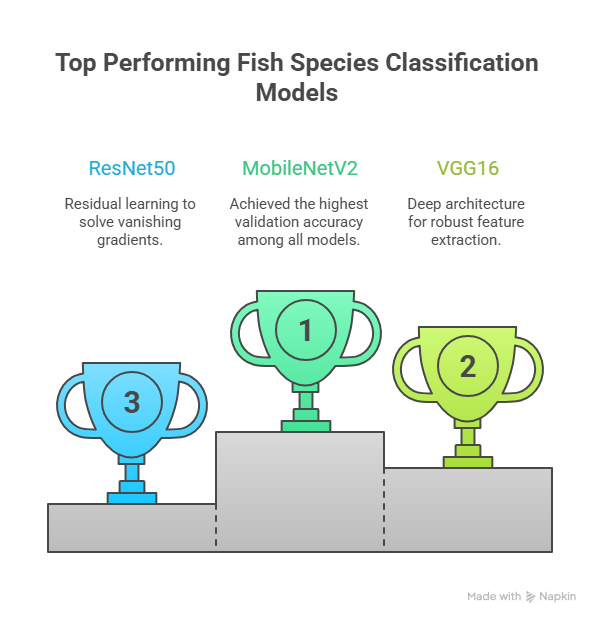 Top Performing Fish Species Classification
Models
ResNet50
Residual learning to
solve vanishing
gradients.
MobileNetV2
Achieved the highest
validation accuracy
among all models.
VGG16
Deep architecture
for robust feature
extraction.
3
1
2
Made with Napkin